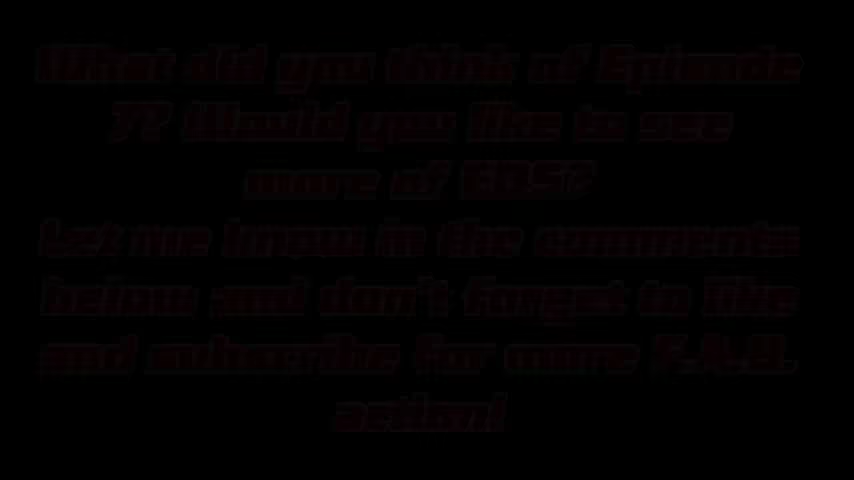 What did you think of Episode
7? Would you like to see
more of
Let me know in the comments
below and don't forget to like
and subscribe for more
action!